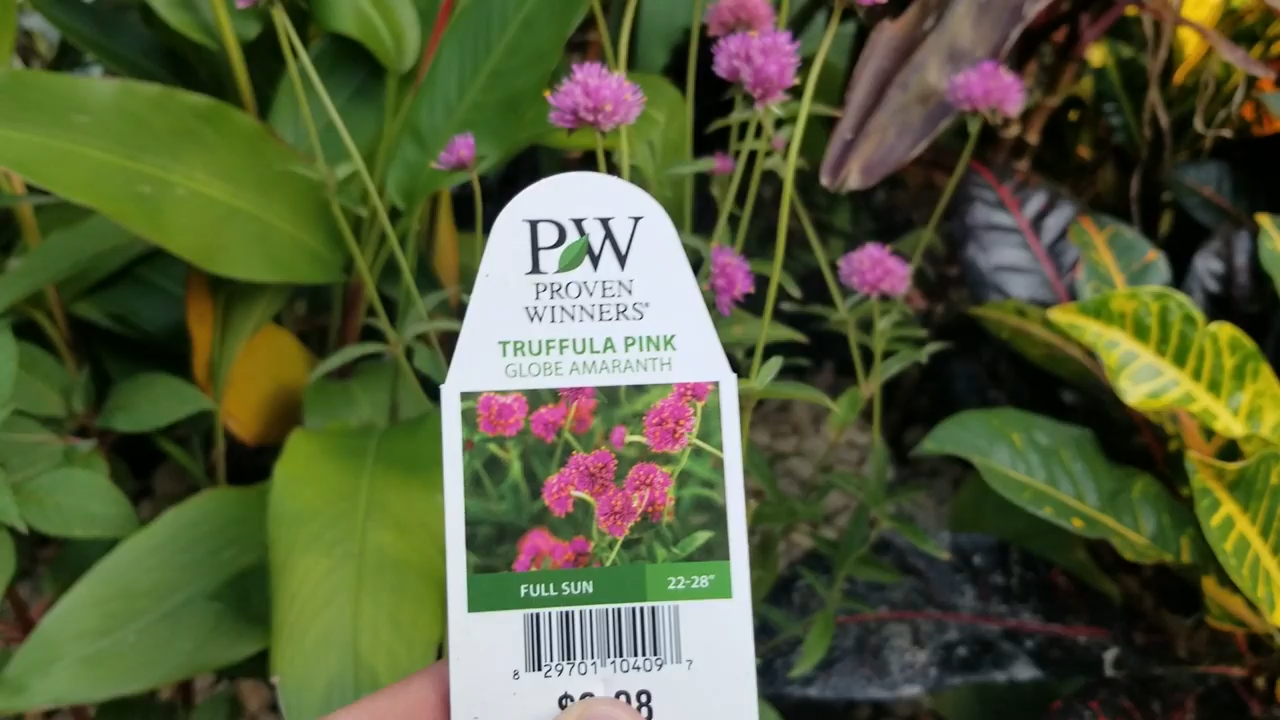 PW
PROVEN
WINNERS®
TRUFFULA PINK
GLOBE AMARANTH
FULL SUN 22-28"
8 29701 10409 7